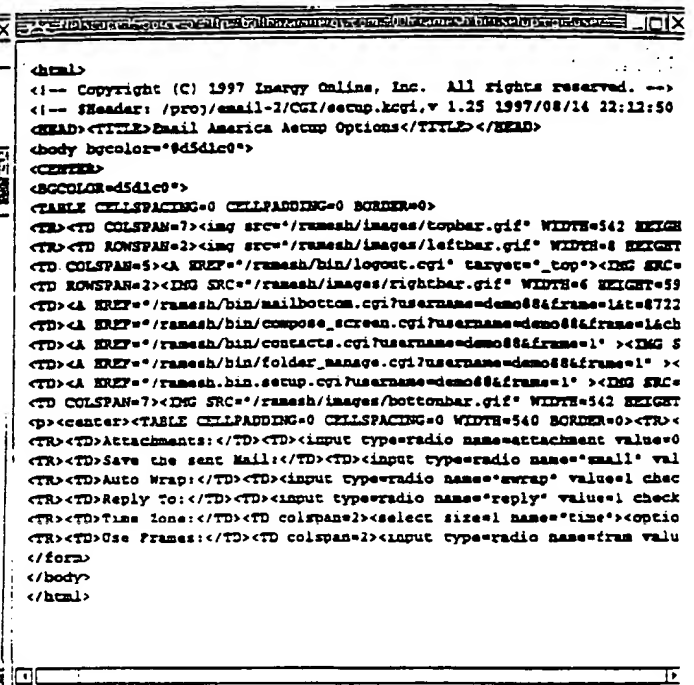 <html>
<!-- Copyright (C) 1997 Inergy Online, Inc. All rights reserved. -->
<!-- $Header: /proj/email-2/CGI/setup.kcgi,v 1.25 1997/08/14 22:12:50
<HEAD><TITLE>Email America Aetup Options</TITLE></HEAD>
<body bgcolor="#d5d1c0">
<CENTER>
<BGCOLOR=d5d1c0">
<TABLE CELLSPACING=0 CELLPADDING=0 BORDER=0>
<TR><TD COLSPAN=7><img src="/ramesh/images/topbar.gif" WIDTH=542 HEIGH
<TR><TD ROWSPAN=2><img src="/ramesh/images/leftbar.gif" WIDTH=8 HEIGHT
<TD COLSPAN=5><A HREF="/ramesh/bin/logout.cgi" target="_top"><IMG SRC=
<TD ROWSPAN=2><IMG SRC="/ramesh/images/rightbar.gif" WIDTH=6 HEIGHT=59
<TD><A HREF="/ramesh/bin/mailbottom.cgi?username=demo88&frame=1&t=8722
<TD><A HREF="/ramesh/bin/compose_screen.cgi?username=demo88&frame=1&ch
<TD><A HREF="/ramesh/bin/contacts.cgi?username=demo88&frame=1" ><IMG S
<TD><A HREF="/ramesh/bin/folder_manage.cgi?username=demo88&frame=1" ><
<TD><A HREF="/ramesh.bin.setup.cgi?username=demo88&frame=1" ><IMG SRC=
<TD COLSPAN=7><IMG SRC="/ramesh/images/bottombar.gif" WIDTH=542 HEIGHT
<p><center><TABLE CELLPADDING=0 CELLSPACING=0 WIDTH=540 BORDER=0><TR><
<TR><TD>Attachments:</TD><TD><input type=radio name=attachment value=0
<TR><TD>Save the sent Mail:</TD><TD><input type=radio name="small" val
<TR><TD>Auto Wrap:</TD><TD><input type=radio name="swrap" value=1 chec
<TR><TD>Reply To:</TD><TD><input type=radio name="reply" value=1 check
<TR><TD>Time Zone:</TD><TD colspan=2><select size=1 name="time"><optio
<TR><TD>Use Frames:</TD><TD colspan=2><input type=radio name=fram valu
</form>
</body>
</html>